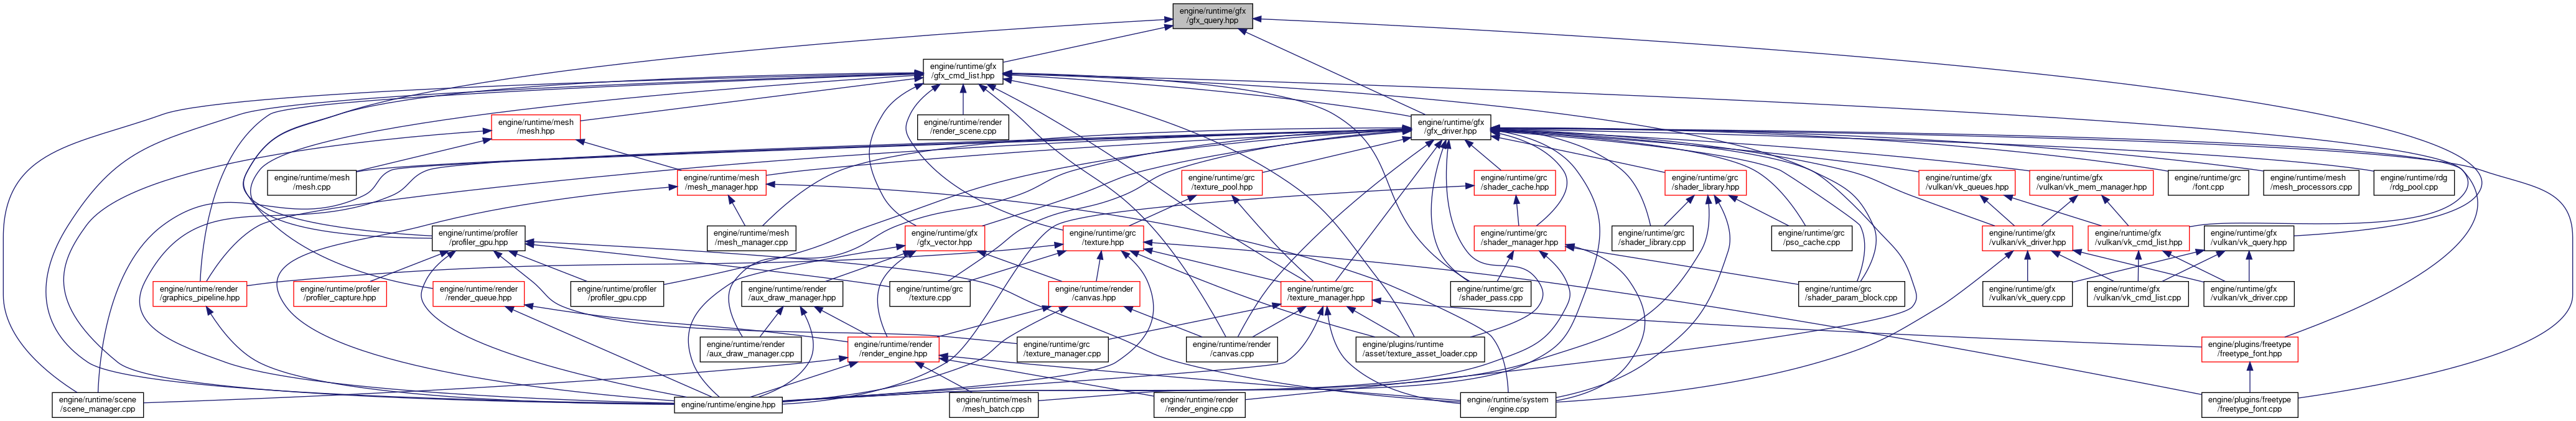 engine/runtime/gfx
/gfx_query.hpp
engine/runtime/gfx
/gfx_cmd_list.hpp
engine/runtime/mesh
/mesh.hpp
engine/runtime/render
/render_scene.cpp
engine/runtime/gfx
/gfx_driver.hpp
engine/runtime/mesh
/mesh.cpp
engine/runtime/mesh
/mesh_manager.hpp
engine/runtime/grc
/texture_pool.hpp
engine/runtime/grc
/shader_cache.hpp
engine/runtime/grc
/shader_library.hpp
engine/runtime/gfx
/vulkan/vk_queues.hpp
engine/runtime/gfx
/vulkan/vk_mem_manager.hpp
engine/runtime/grc
/font.cpp
engine/runtime/mesh
/mesh_processors.cpp
engine/runtime/rdg
/rdg_pool.cpp
engine/runtime/profiler
/profiler_gpu.hpp
engine/runtime/mesh
/mesh_manager.cpp
engine/runtime/gfx
/gfx_vector.hpp
engine/runtime/grc
/texture.hpp
engine/runtime/grc
/shader_manager.hpp
engine/runtime/grc
/shader_library.cpp
engine/runtime/grc
/pso_cache.cpp
engine/runtime/gfx
/vulkan/vk_driver.hpp
engine/runtime/gfx
/vulkan/vk_cmd_list.hpp
engine/runtime/gfx
/vulkan/vk_query.hpp
engine/runtime/render
/graphics_pipeline.hpp
engine/runtime/profiler
/profiler_capture.hpp
engine/runtime/render
/render_queue.hpp
engine/runtime/profiler
/profiler_gpu.cpp
engine/runtime/render
/aux_draw_manager.hpp
engine/runtime/grc
/texture.cpp
engine/runtime/render
/canvas.hpp
engine/runtime/grc
/texture_manager.hpp
engine/runtime/grc
/shader_pass.cpp
engine/runtime/grc
/shader_param_block.cpp
engine/runtime/gfx
/vulkan/vk_query.cpp
engine/runtime/gfx
/vulkan/vk_cmd_list.cpp
engine/runtime/gfx
/vulkan/vk_driver.cpp
engine/runtime/render
/aux_draw_manager.cpp
engine/runtime/render
/render_engine.hpp
engine/runtime/grc
/texture_manager.cpp
engine/runtime/render
/canvas.cpp
engine/plugins/runtime
/asset/texture_asset_loader.cpp
engine/plugins/freetype
/freetype_font.hpp
engine/runtime/scene
/scene_manager.cpp
engine/runtime/engine.hpp
engine/runtime/mesh
/mesh_batch.cpp
engine/runtime/render
/render_engine.cpp
engine/runtime/system
/engine.cpp
engine/plugins/freetype
/freetype_font.cpp